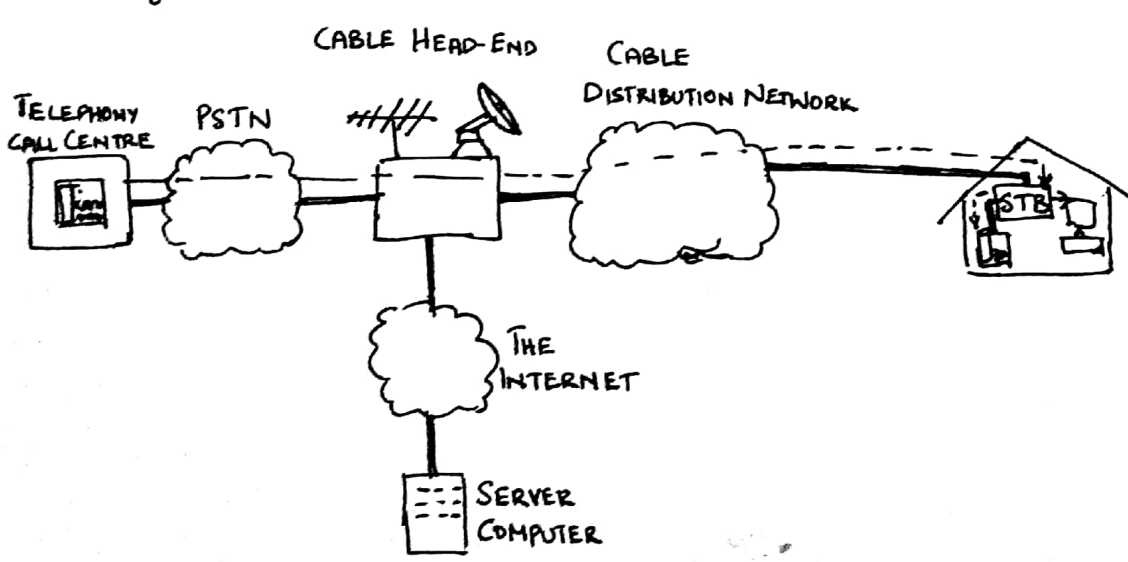 CABLE HEAD-END
CABLE
DISTRIBUTION NETWORK
TELEPHONY
CALL CENTRE
PSTN
STB
THE
INTERNET
SERVER
COMPUTER